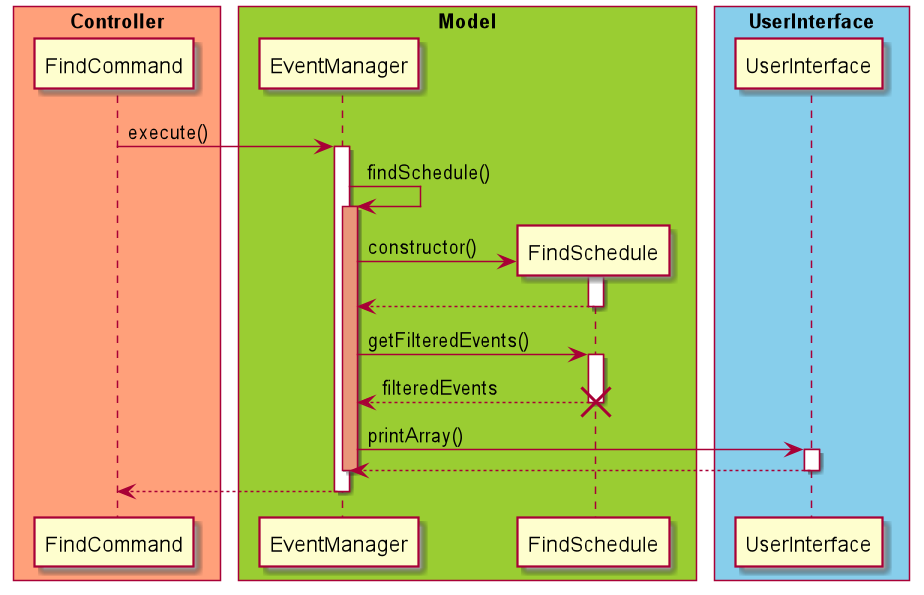 Controller
Model
UserInterface
FindCommand
EventManager
UserInterface
execute()
findSchedule()
constructor()
FindSchedule
getFilteredEvents()
filteredEvents
printArray()
FindCommand
EventManager
FindSchedule
UserInterface